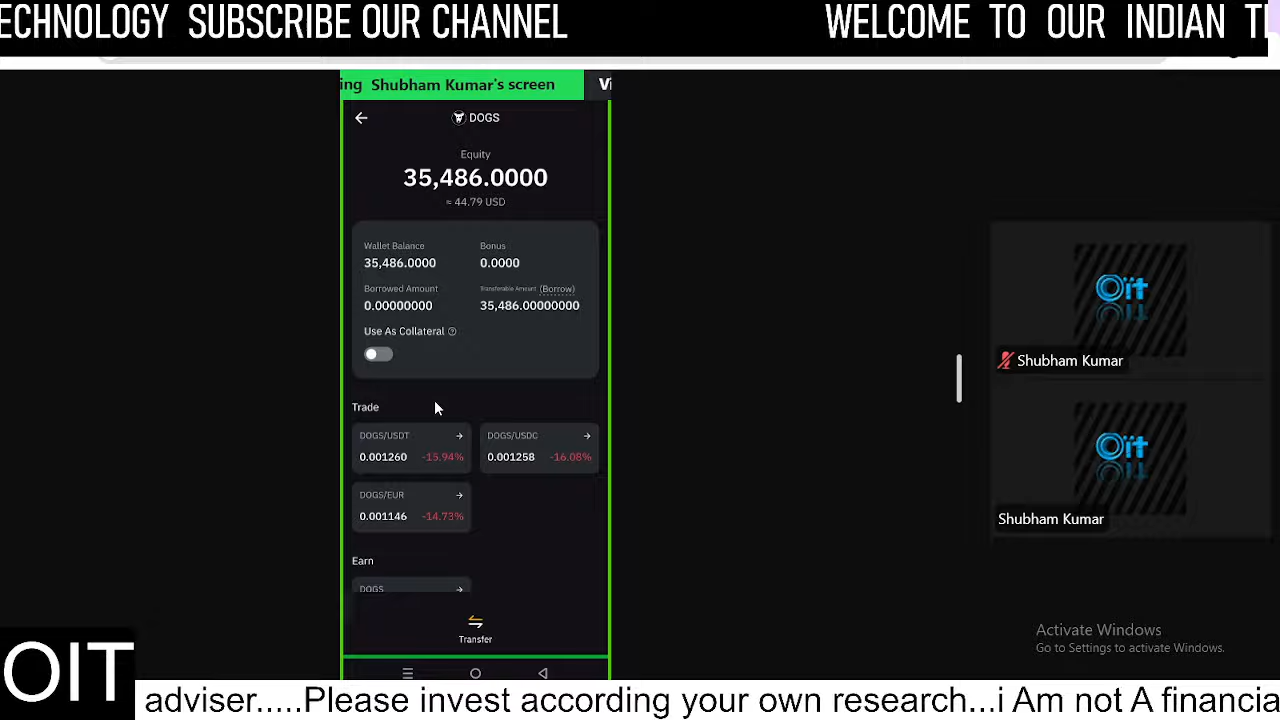 ECHNOLOGY SUBSCRIBE OUR CHANNEL WELCOME TO OUR INDIAN TE
ing Shubham Kumar's screen Vi
DOGS
Equity
35,486.0000
≈ 44.79 USD
Wallet Balance Bonus
35,486.0000 0.0000
Borrowed Amount Transferable Amount (Borrow)
0.00000000 35,486.00000000
Use As Collateral
Trade
DOGS/USDT DOGS/USDC
0.001260 -15.94% 0.001258 -16.08%
DOGS/EUR
0.001146 -14.73%
Earn
DOGS
Transfer
Oit
Shubham Kumar
Oit
Shubham Kumar
Activate Windows
Go to Settings to activate Windows.
OIT adviser.....Please invest according your own research...i Am not A financia